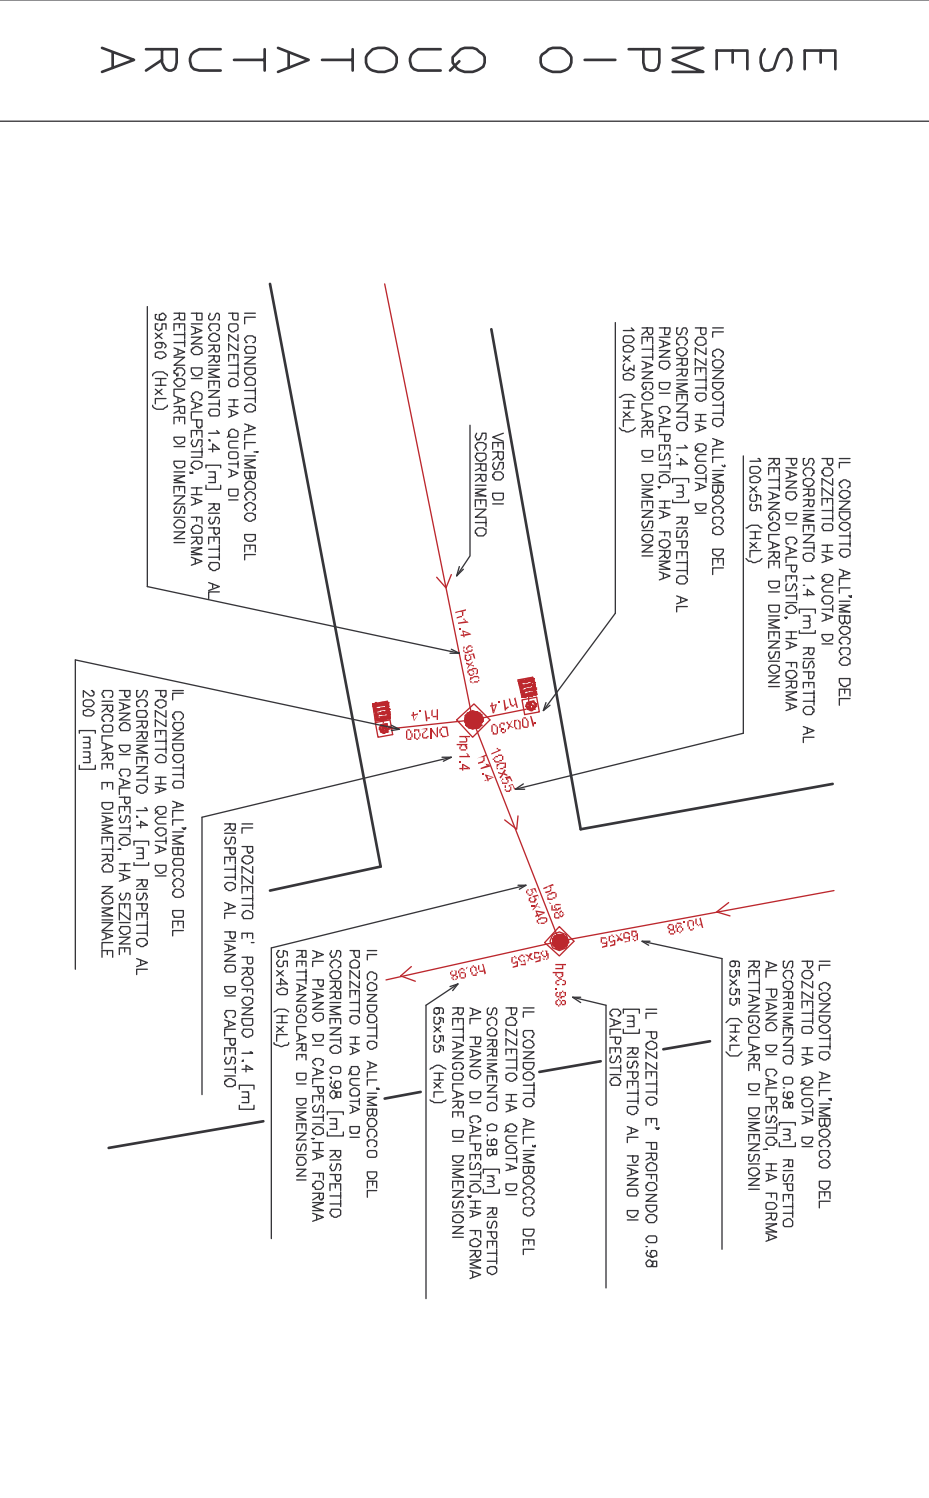 ESEMPIO QUOTATURA
IL CONDOTTO ALL'IMBOCCO DEL
POZZETTO HA QUOTA DI
SCORRIMENTO 1.4 [m] RISPETTO AL
PIANO DI CALPESTIO, HA FORMA
RETTANGOLARE DI DIMENSIONI
100x55 (HxL)
IL CONDOTTO ALL'IMBOCCO DEL
POZZETTO HA QUOTA DI
SCORRIMENTO 1.4 [m] RISPETTO AL
PIANO DI CALPESTIO, HA FORMA
RETTANGOLARE DI DIMENSIONI
100x30 (HxL)
VERSO DI
SCORRIMENTO
IL CONDOTTO ALL'IMBOCCO DEL
POZZETTO HA QUOTA DI
SCORRIMENTO 1.4 [m] RISPETTO AL
PIANO DI CALPESTIO, HA FORMA
RETTANGOLARE DI DIMENSIONI
95x60 (HxL)
h1.4 95x60
h1.4
100x30
h1.4
DN200
hp1.4
100x55
h1.4
h0.98
55x40
hp0.98
h0.98
65x55
65x55
h0.98
IL CONDOTTO ALL'IMBOCCO DEL
POZZETTO HA QUOTA DI
SCORRIMENTO 0.98 [m] RISPETTO
AL PIANO DI CALPESTIO, HA FORMA
RETTANGOLARE DI DIMENSIONI
65x55 (HxL)
IL POZZETTO E' PROFONDO 0.98
[m] RISPETTO AL PIANO DI
CALPESTIO
IL CONDOTTO ALL'IMBOCCO DEL
POZZETTO HA QUOTA DI
SCORRIMENTO 0.98 [m] RISPETTO
AL PIANO DI CALPESTIO,HA FORMA
RETTANGOLARE DI DIMENSIONI
65x55 (HxL)
IL CONDOTTO ALL'IMBOCCO DEL
POZZETTO HA QUOTA DI
SCORRIMENTO 0.98 [m] RISPETTO
AL PIANO DI CALPESTIO,HA FORMA
RETTANGOLARE DI DIMENSIONI
55x40 (HxL)
IL POZZETTO E' PROFONDO 1.4 [m]
RISPETTO AL PIANO DI CALPESTIO
IL CONDOTTO ALL'IMBOCCO DEL
POZZETTO HA QUOTA DI
SCORRIMENTO 1.4 [m] RISPETTO AL
PIANO DI CALPESTIO, HA SEZIONE
CIRCOLARE E DIAMETRO NOMINALE
200 [mm]